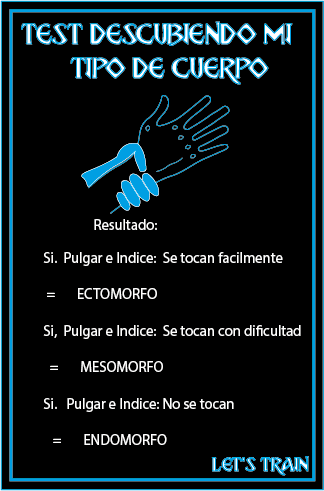 TEST DESCUBIENDO MI
TIPO DE CUERPO
Resultado:
Si. Pulgar e Indice: Se tocan facilmente
= ECTOMORFO
Si, Pulgar e Indice: Se tocan con dificultad
= MESOMORFO
Si. Pulgar e Indice: No se tocan
= ENDOMORFO
LET'S TRAIN